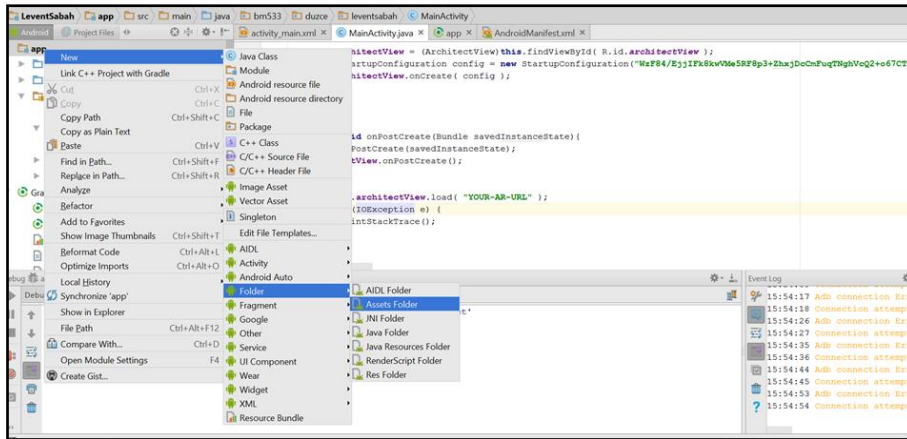 LeventSabah app src main java bm533 duzce leventsabah MainActivity
Android Project Files activity_main.xml × MainActivity.java × app × AndroidManifest.xml ×
app
New
Link C++ Project with Gradle
Cut Ctrl+X
Copy Ctrl+C
Copy Path Ctrl+Shift+C
Copy as Plain Text
Paste Ctrl+V
Find in Path... Ctrl+Shift+F
Replace in Path... Ctrl+Shift+R
Analyze
Refactor
Add to Favorites
Show Image Thumbnails Ctrl+Shift+T
Reformat Code Ctrl+Alt+L
Optimize Imports Ctrl+Alt+O
Local History
Synchronize 'app'
Show in Explorer
File Path Ctrl+Alt+F12
Compare With... Ctrl+D
Open Module Settings F4
Create Gist...
Java Class
Module
Android resource file
Android resource directory
File
Package
C++ Class
C/C++ Source File
C/C++ Header File
Image Asset
Vector Asset
Singleton
Edit File Templates...
AIDL
Activity
Android Auto
Folder
Fragment
Google
Other
Service
UI Component
Wear
Widget
XML
Resource Bundle
AIDL Folder
Assets Folder
JNI Folder
Java Folder
Java Resources Folder
RenderScript Folder
Res Folder
hitectView = (ArchitectView)this.findViewById( R.id.architectView );
artupConfiguration config = new StartupConfiguration("
hitectView.onCreate( config );
id onPostCreate(Bundle savedInstanceState){
PostCreate(savedInstanceState);
tView.onPostCreate();
.architectView.load( "YOUR-AR-URL" );
(IOException e) {
intStackTrace();
Gra
ebug
Debu
Event Log
15:54:17 Adb connection Er
15:54:18 Connection attemp
15:54:26 Adb connection Er
15:54:27 Connection attemp
15:54:35 Adb connection Er
15:54:36 Connection attemp
15:54:44 Adb connection Er
15:54:45 Connection attemp
15:54:53 Adb connection Er
15:54:54 Connection attemp